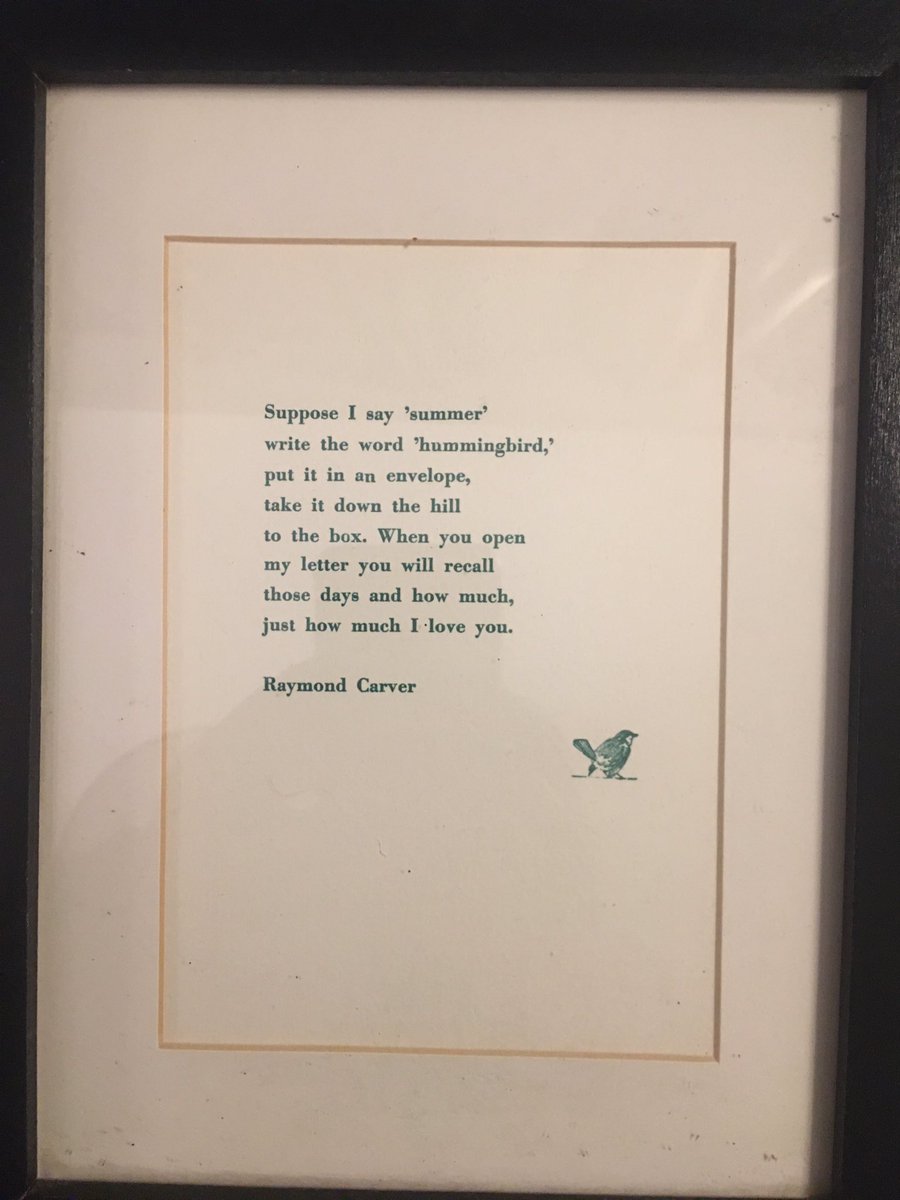 Suppose I say ’summer’
write the word ’hummingbird,’
put it in an envelope,
take it down the hill
to the box. When you open
my letter you will recall
those days and how much,
just how much I love you.
Raymond Carver